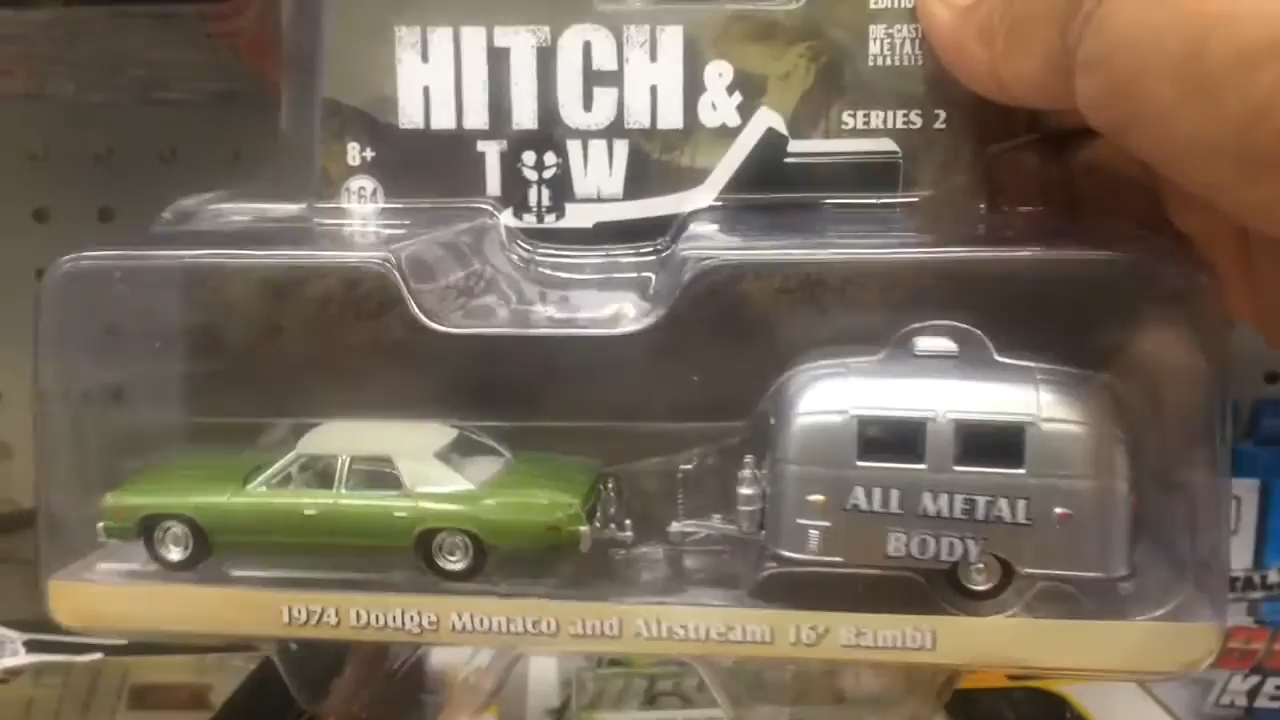 EDITION
DIE-CAST
METAL
CHASSIS
HITCH &
TOW
SERIES 2
8+
1:64
ALL METAL
BODY
1974 Dodge Monaco and Airstream 16' Bambi